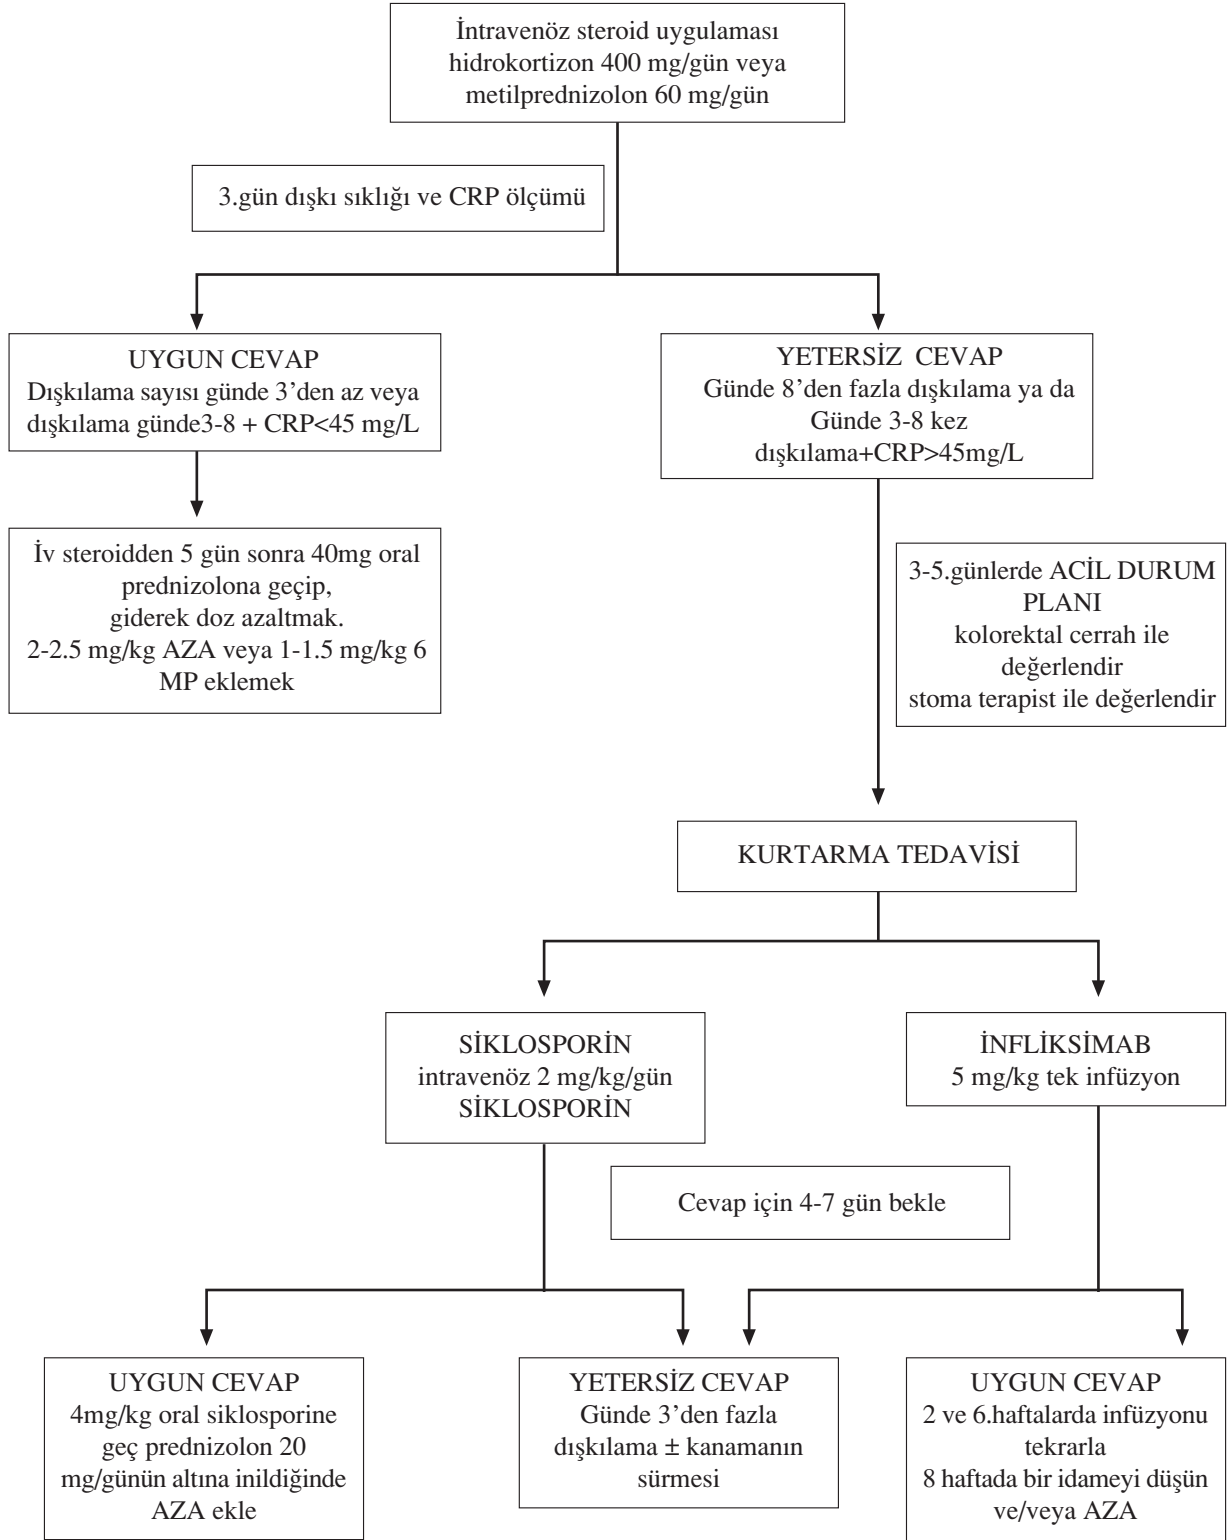 İntravenöz steroid uygulaması
hidrokortizon 400 mg/gün veya
metilprednizolon 60 mg/gün
3.gün dışkı sıklığı ve CRP ölçümü
UYGUN CEVAP
Dışkılama sayısı günde 3’den az veya
dışkılama günde3-8 + CRP<45 mg/L
YETERSİZ CEVAP
Günde 8’den fazla dışkılama ya da
Günde 3-8 kez
dışkılama+CRP>45mg/L
İv steroidden 5 gün sonra 40mg oral
prednizolona geçip,
giderek doz azaltmak.
2-2.5 mg/kg AZA veya 1-1.5 mg/kg 6
MP eklemek
3-5.günlerde ACİL DURUM
PLANI
kolorektal cerrah ile
değerlendir
stoma terapist ile değerlendir
KURTARMA TEDAVİSİ
SİKLOSPORİN
intravenöz 2 mg/kg/gün
SİKLOSPORİN
İNFLİKSİMAB
5 mg/kg tek infüzyon
Cevap için 4-7 gün bekle
UYGUN CEVAP
4mg/kg oral siklosporine
geç prednizolon 20
mg/günün altına inildiğinde
AZA ekle
YETERSİZ CEVAP
Günde 3’den fazla
dışkılama ± kanamanın
sürmesi
UYGUN CEVAP
2 ve 6.haftalarda infüzyonu
tekrarla
8 haftada bir idameyi düşün
ve/veya AZA